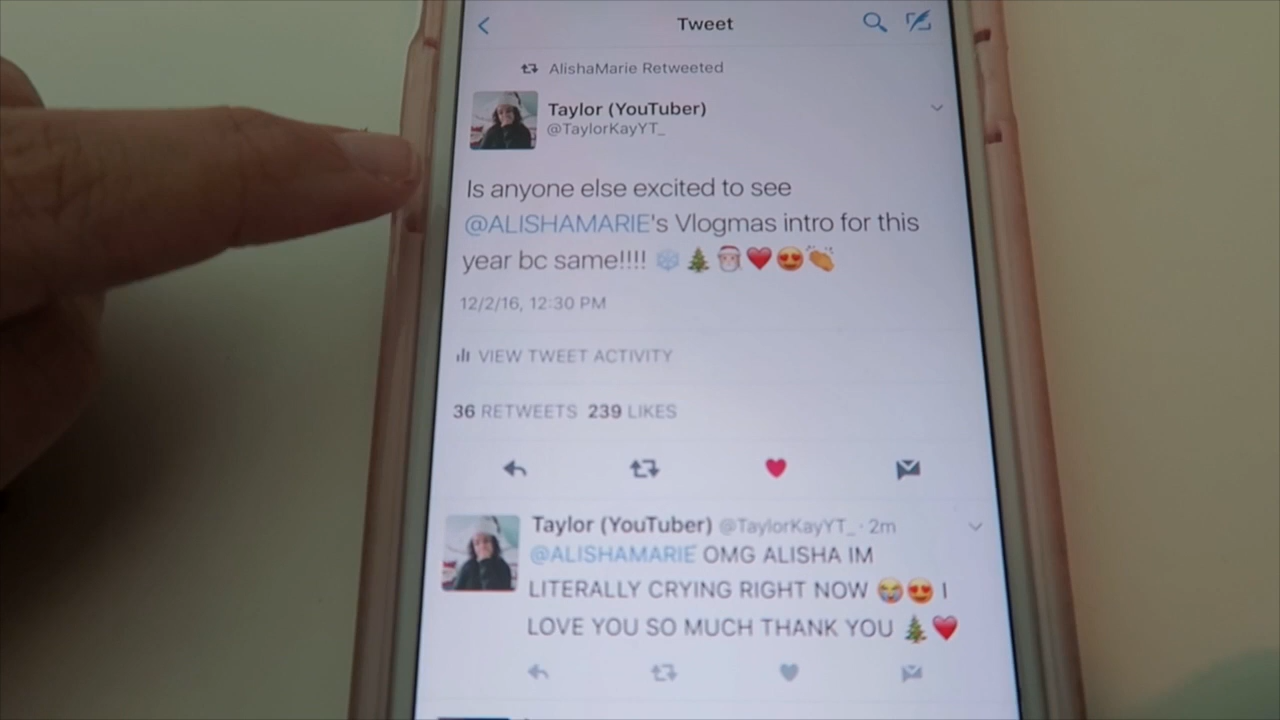 Tweet
AlishaMarie Retweeted
Taylor (YouTuber)
@TaylorKayYT_
Is anyone else excited to see
@ALISHAMARIE's Vlogmas intro for this
year bc same!!!! ❄️🎄🎅❤️😍👏
12/2/16, 12:30 PM
VIEW TWEET ACTIVITY
36 RETWEETS 239 LIKES
Taylor (YouTuber) @TaylorKayYT_ · 2m
@ALISHAMARIE OMG ALISHA IM
LITERALLY CRYING RIGHT NOW 😭😍 I
LOVE YOU SO MUCH THANK YOU 🎄❤️